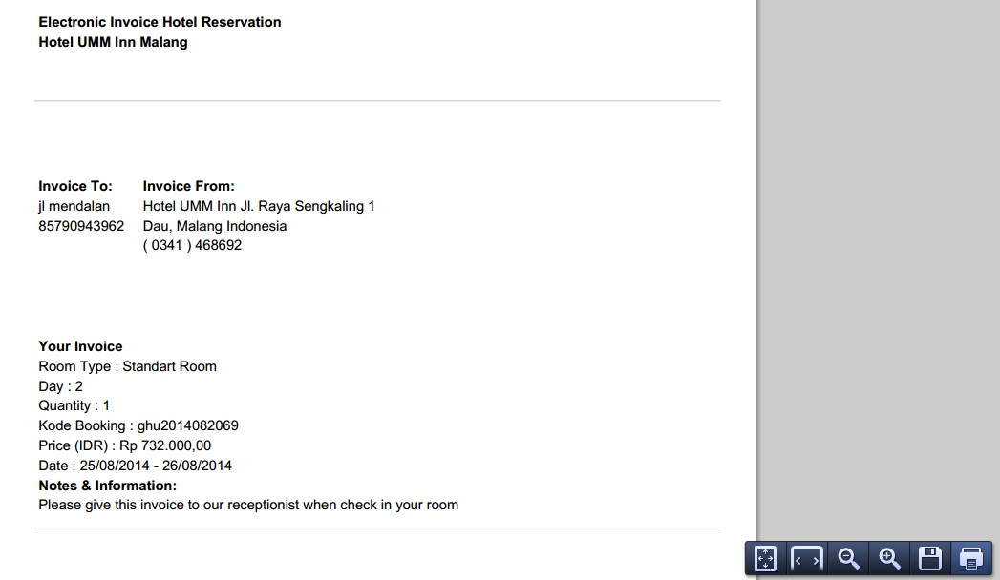 Electronic Invoice Hotel Reservation
Hotel UMM Inn Malang
Invoice To:
jl mendalan
85790943962
Invoice From:
Hotel UMM Inn Jl. Raya Sengkaling 1
Dau, Malang Indonesia
( 0341 ) 468692
Your Invoice
Room Type : Standart Room
Day : 2
Quantity : 1
Kode Booking : ghu2014082069
Price (IDR) : Rp 732.000,00
Date : 25/08/2014 - 26/08/2014
Notes & Information:
Please give this invoice to our receptionist when check in your room